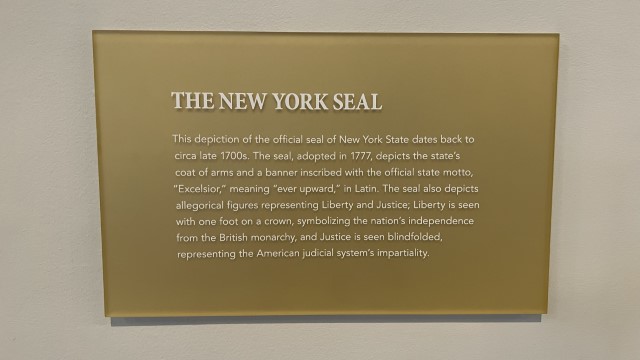 THE NEW YORK SEAL
This depiction of the official seal of New York State dates back to
circa late 1700s. The seal, adopted in 1777, depicts the state's
coat of arms and a banner inscribed with the official state motto,
"Excelsior," meaning "ever upward," in Latin. The seal also depicts
allegorical figures representing Liberty and Justice; Liberty is seen
with one foot on a crown, symbolizing the nation's independence
from the British monarchy, and Justice is seen blindfolded,
representing the American judicial system's impartiality.